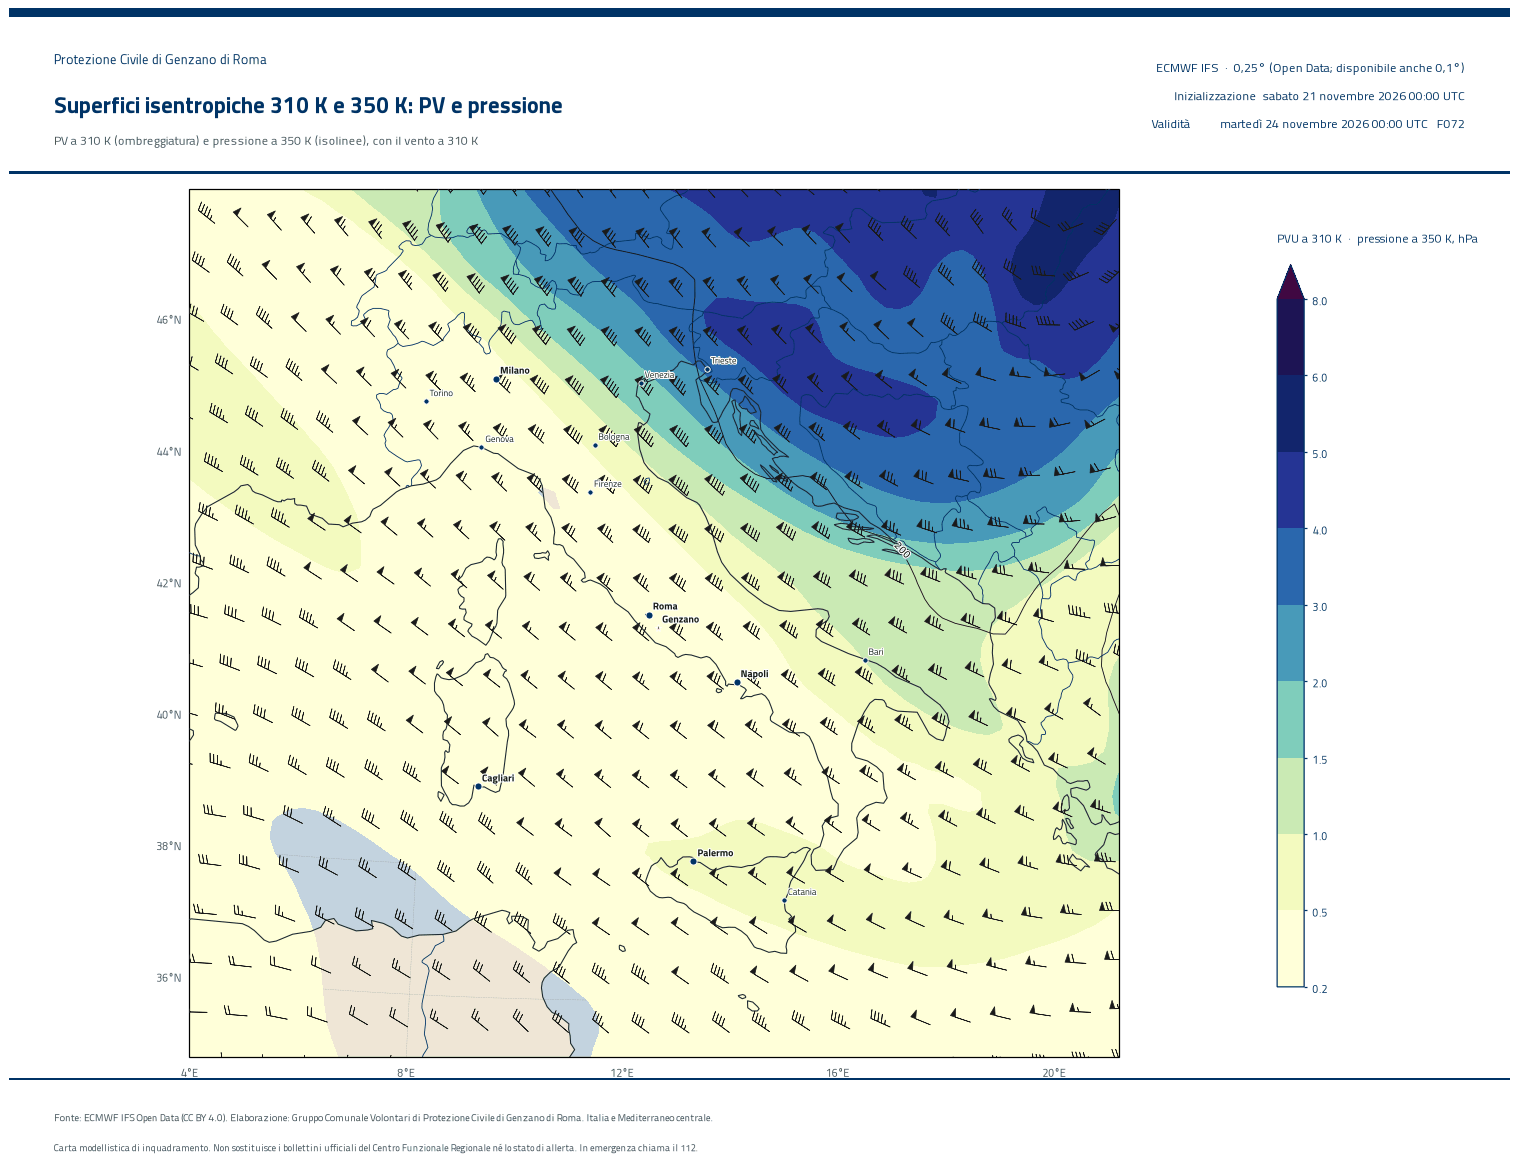 Protezione Civile di Genzano di Roma
Superfici isentropiche 310 K e 350 K: PV e pressione
PV a 310 K (ombreggiatura) e pressione a 350 K (isolinee), con il vento a 310 K
ECMWF IFS · 0,25° (Open Data; disponibile anche 0,1°)
Inizializzazione sabato 21 novembre 2026 00:00 UTC
Validità martedì 24 novembre 2026 00:00 UTC F072
PVU a 310 K · pressione a 350 K, hPa
8.0
6.0
5.0
4.0
3.0
2.0
1.5
1.0
0.5
0.2
46°N
44°N
42°N
40°N
38°N
36°N
4°E
8°E
12°E
16°E
20°E
Trieste
Venezia
Milano
Torino
Genova
Bologna
Firenze
200
Roma
Genzano
Bari
Napoli
Cagliari
Palermo
Catania
Fonte: ECMWF IFS Open Data (CC BY 4.0). Elaborazione: Gruppo Comunale Volontari di Protezione Civile di Genzano di Roma. Italia e Mediterraneo centrale.
Carta modellistica di inquadramento. Non sostituisce i bollettini ufficiali del Centro Funzionale Regionale né lo stato di allerta. In emergenza chiama il 112.